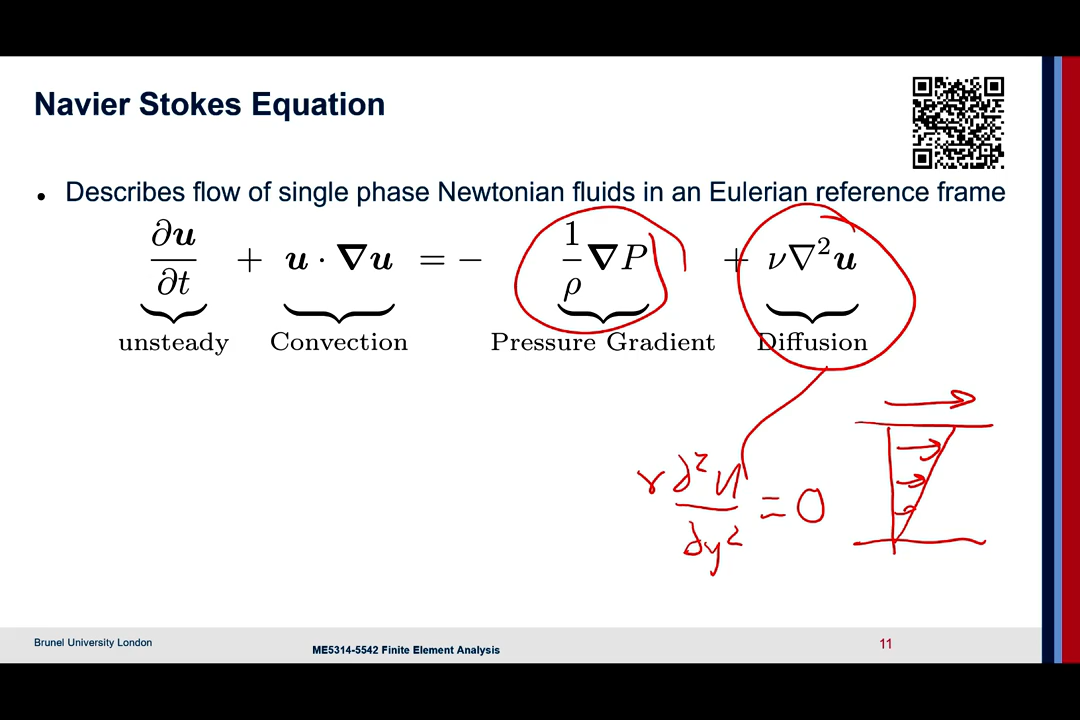 Navier Stokes Equation
• Describes flow of single phase Newtonian fluids in an Eulerian reference frame
∂u/∂t + u · ∇u = − 1/ρ ∇P + ν∇²u
unsteady Convection Pressure Gradient Diffusion
ν ∂²u/∂y² = 0
Brunel University London
ME5314-5542 Finite Element Analysis
11